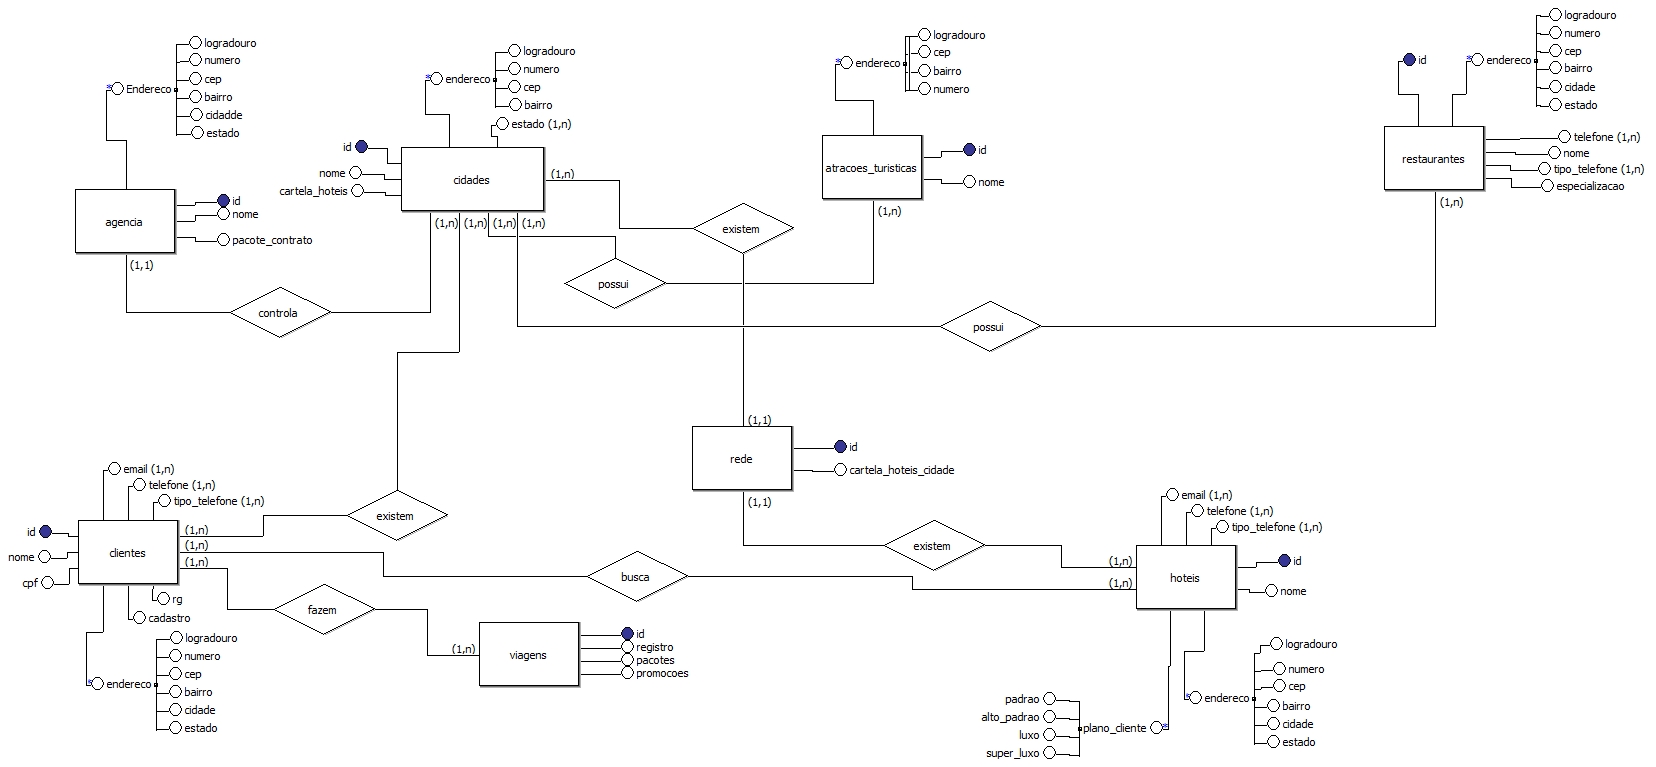 logradouro
numero
cep
bairro
cidadde
estado
* Endereco
id
nome
pacote_contrato
agencia
(1,1)
controla
logradouro
numero
cep
bairro
* endereco
estado (1,n)
id
nome
cartela_hoteis
cidades
(1,n)
(1,n) (1,n) (1,n) (1,n)
existem
possui
logradouro
cep
bairro
numero
* endereco
atracoes_turisticas
id
nome
(1,n)
possui
logradouro
numero
cep
bairro
cidade
estado
* endereco
id
restaurantes
telefone (1,n)
nome
tipo_telefone (1,n)
especializacao
(1,n)
(1,1)
rede
id
cartela_hoteis_cidade
(1,1)
existem
email (1,n)
telefone (1,n)
tipo_telefone (1,n)
id
nome
cpf
clientes
(1,n)
(1,n)
(1,n)
rg
cadastro
existem
busca
fazem
* endereco
logradouro
numero
cep
bairro
cidade
estado
(1,n)
viagens
id
registro
pacotes
promocoes
email (1,n)
telefone (1,n)
tipo_telefone (1,n)
(1,n)
(1,n)
hoteis
id
nome
padrao
alto_padrao
luxo
super_luxo
plano_cliente *
* endereco
logradouro
numero
cep
bairro
cidade
estado